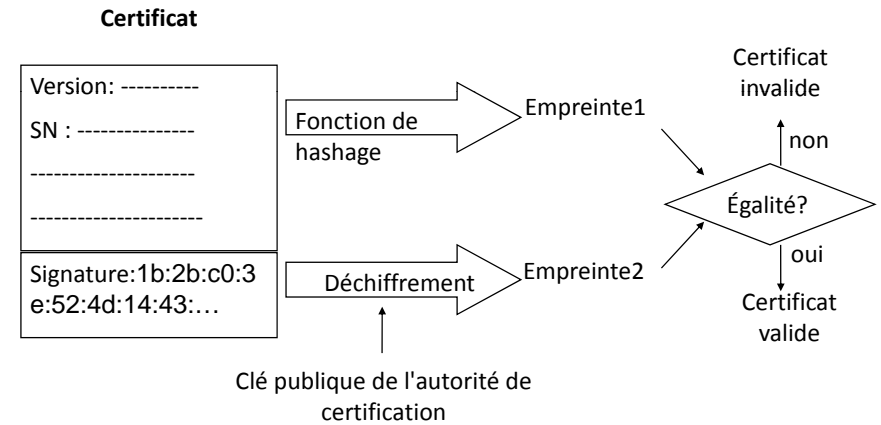 Certificat
Version: ----------
SN : ---------------
---------------------
----------------------
Signature:1b:2b:c0:3
e:52:4d:14:43:…
Fonction de
hashage
Déchiffrement
Clé publique de l'autorité de
certification
Empreinte1
Empreinte2
Certificat
invalide
non
Égalité?
oui
Certificat
valide